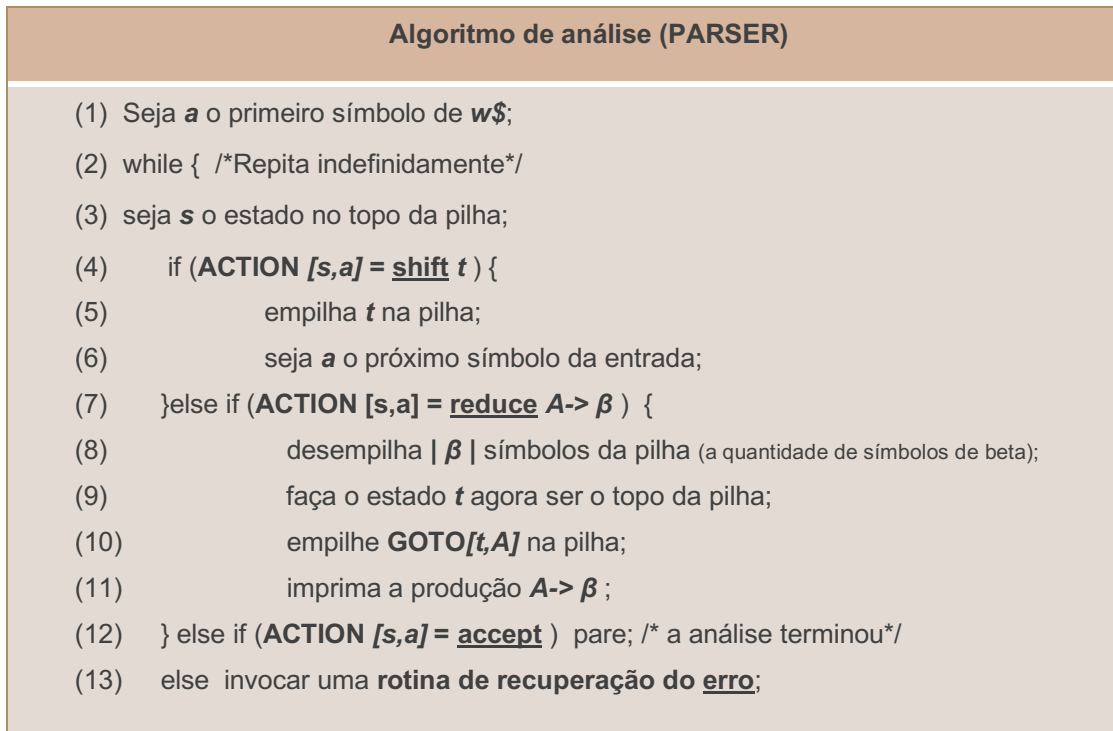 Algoritmo de análise (PARSER)
(1) Seja a o primeiro símbolo de w$;
(2) while { /*Repita indefinidamente*/
(3) seja s o estado no topo da pilha;
(4) if (ACTION [s,a] = shift t ) {
(5) empilha t na pilha;
(6) seja a o próximo símbolo da entrada;
(7) }else if (ACTION [s,a] = reduce A-> β ) {
(8) desempilha | β | símbolos da pilha (a quantidade de símbolos de beta);
(9) faça o estado t agora ser o topo da pilha;
(10) empilhe GOTO[t,A] na pilha;
(11) imprima a produção A-> β ;
(12) } else if (ACTION [s,a] = accept ) pare; /* a análise terminou*/
(13) else invocar uma rotina de recuperação do erro;